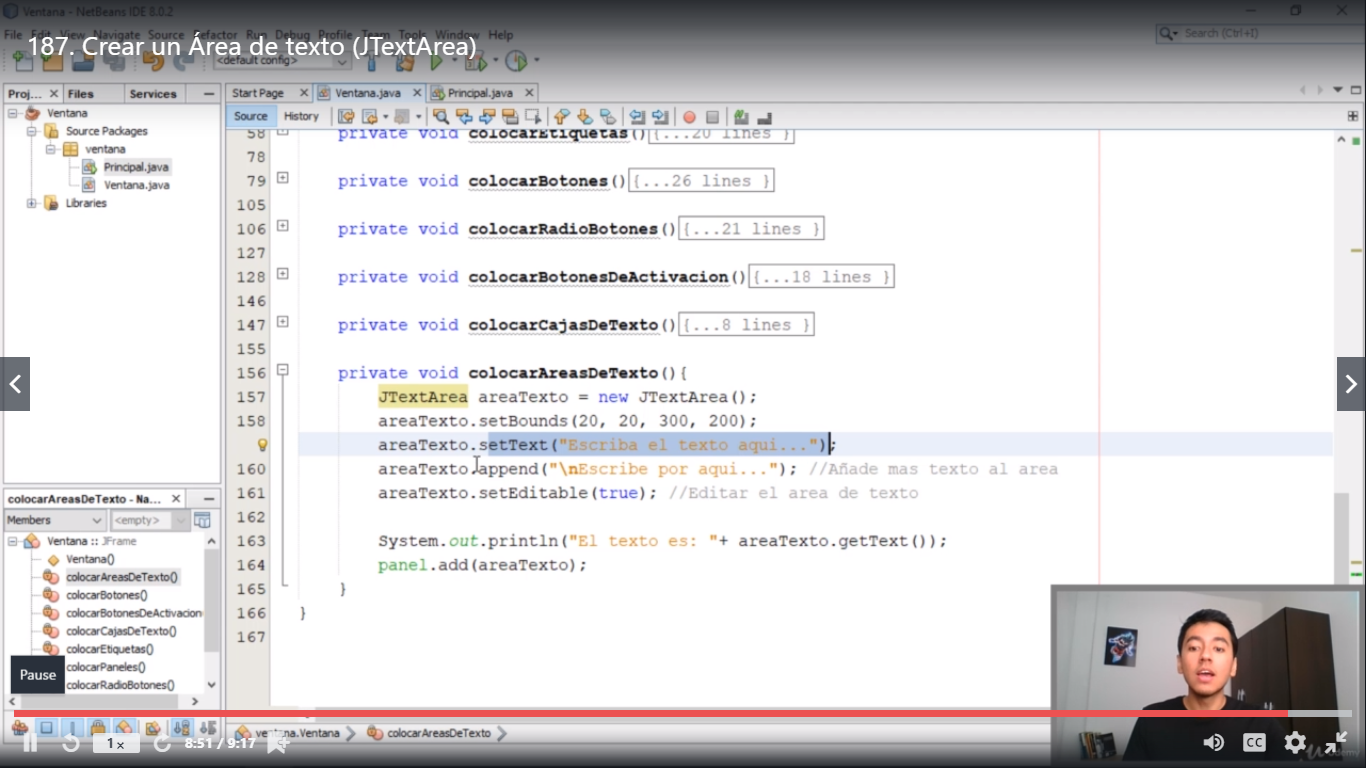 Ventana - NetBeans IDE 8.0.2
File Edit View Navigate Source Refactor Run Debug Profile Team Tools Window Help
187. Crear un Área de texto (JTextArea)
Search (Ctrl+I)
<default config>
Proj... Files Services
Start Page Ventana.java Principal.java
Source History
Ventana
Source Packages
ventana
Principal.java
Ventana.java
Libraries
58 private void colocarEtiquetas(){...20 lines }
78
79 private void colocarBotones(){...26 lines }
105
106 private void colocarRadioBotones(){...21 lines }
127
128 private void colocarBotonesDeActivacion(){...18 lines }
146
147 private void colocarCajasDeTexto(){...8 lines }
155
156 private void colocarAreasDeTexto(){
157 JTextArea areaTexto = new JTextArea();
158 areaTexto.setBounds(20, 20, 300, 200);
areaTexto.setText("Escriba el texto aqui...");
160 areaTexto.append("\nEscribe por aqui..."); //Añade mas texto al area
161 areaTexto.setEditable(true); //Editar el area de texto
162
163 System.out.println("El texto es: "+ areaTexto.getText());
164 panel.add(areaTexto);
165 }
166 }
167
colocarAreasDeTexto - Na...
Members <empty>
Ventana :: JFrame
Ventana()
colocarAreasDeTexto()
colocarBotones()
colocarBotonesDeActivacion
colocarCajasDeTexto()
colocarEtiquetas()
colocarPaneles()
colocarRadioBotones()
Pause
ventana.Ventana colocarAreasDeTexto
1x 8:51 / 9:17
CC